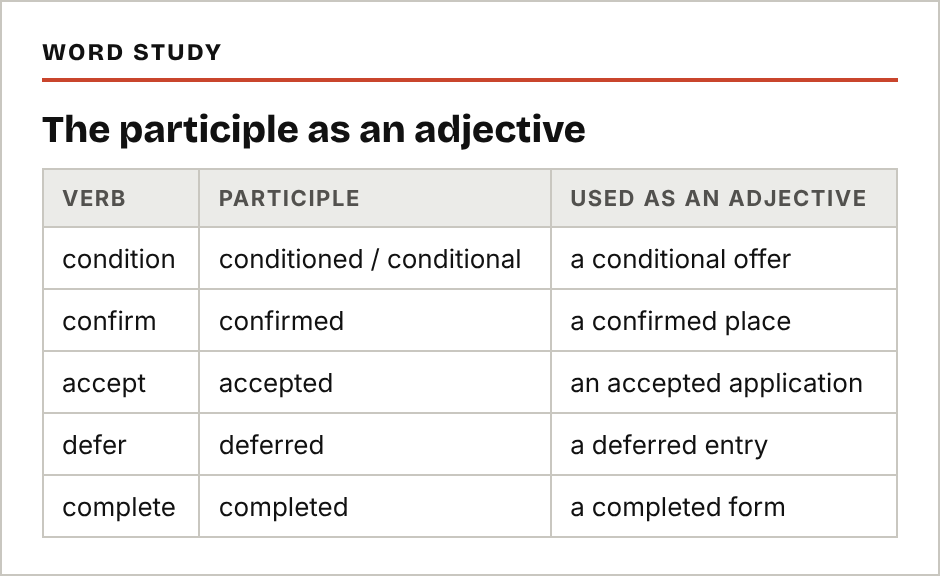 WORD STUDY
The participle as an adjective
VERB PARTICIPLE USED AS AN ADJECTIVE
condition conditioned / conditional a conditional offer
confirm confirmed a confirmed place
accept accepted an accepted application
defer deferred a deferred entry
complete completed a completed form